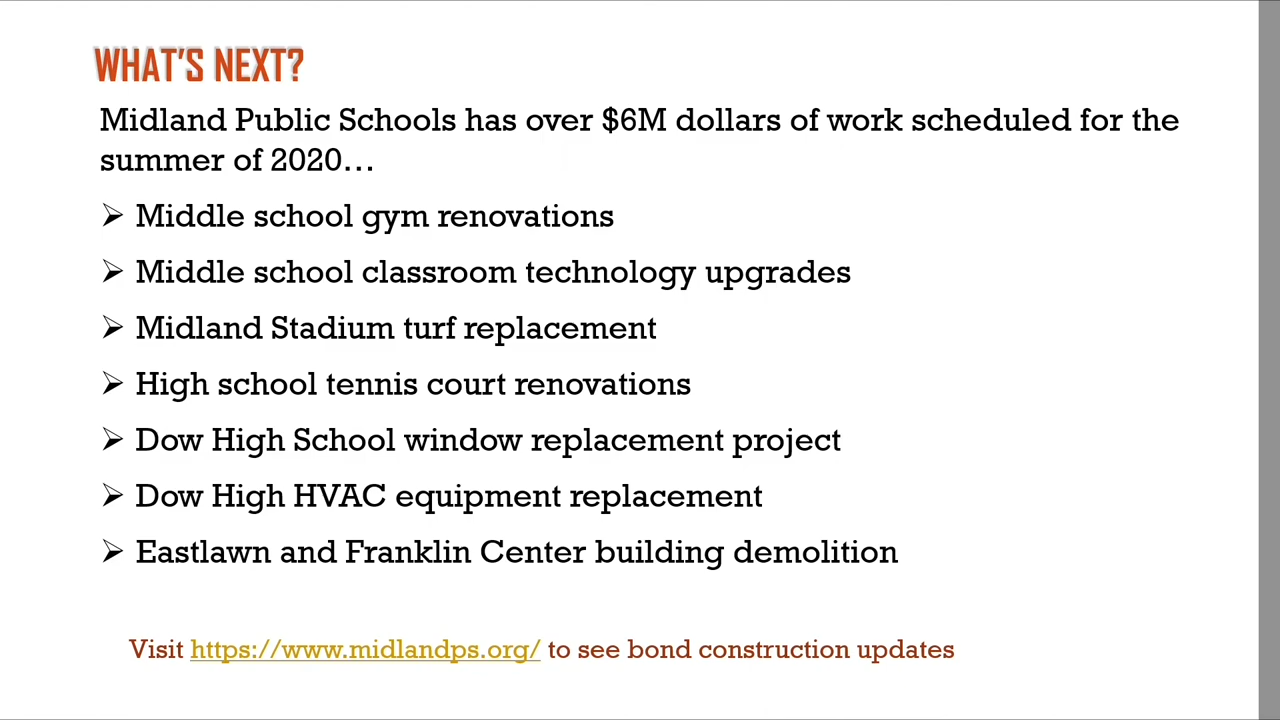 WHAT'S NEXT?
Midland Public Schools has over $6M dollars of work scheduled for the
summer of 2020…
➢ Middle school gym renovations
➢ Middle school classroom technology upgrades
➢ Midland Stadium turf replacement
➢ High school tennis court renovations
➢ Dow High School window replacement project
➢ Dow High HVAC equipment replacement
➢ Eastlawn and Franklin Center building demolition
Visit https://www.midlandps.org/ to see bond construction updates